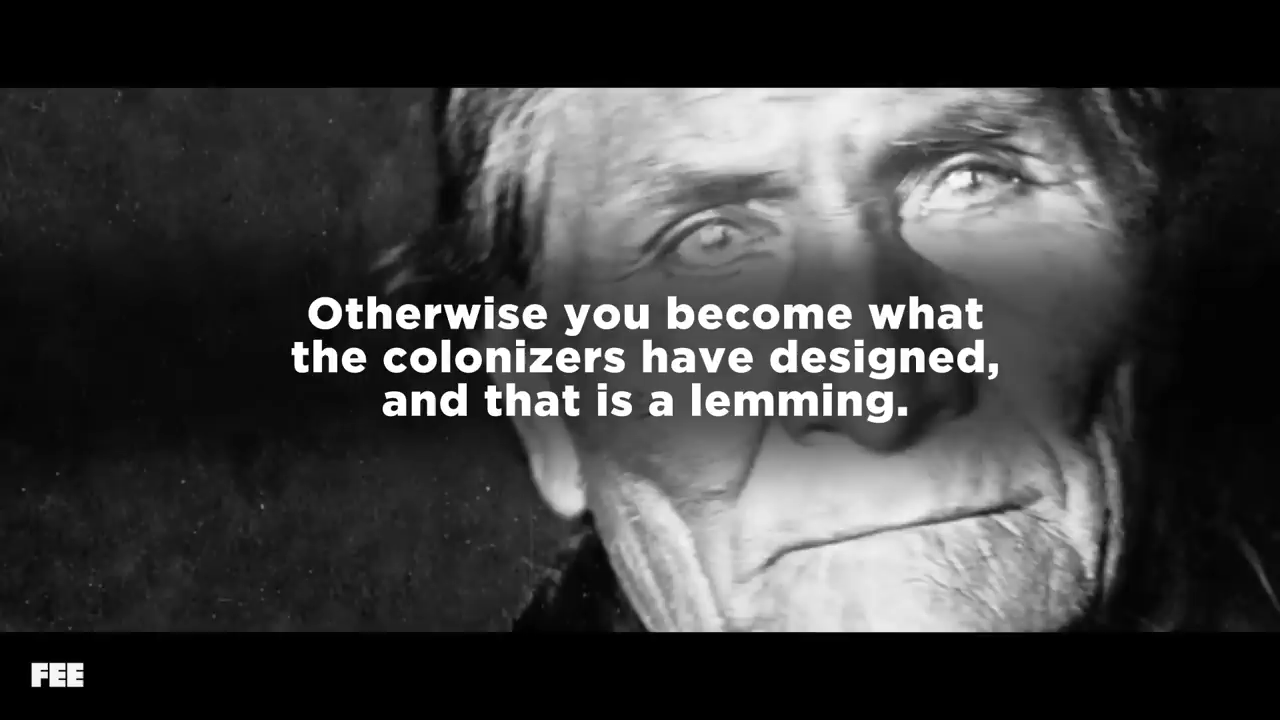 Otherwise you become what
the colonizers have designed,
and that is a lemming.
FEE